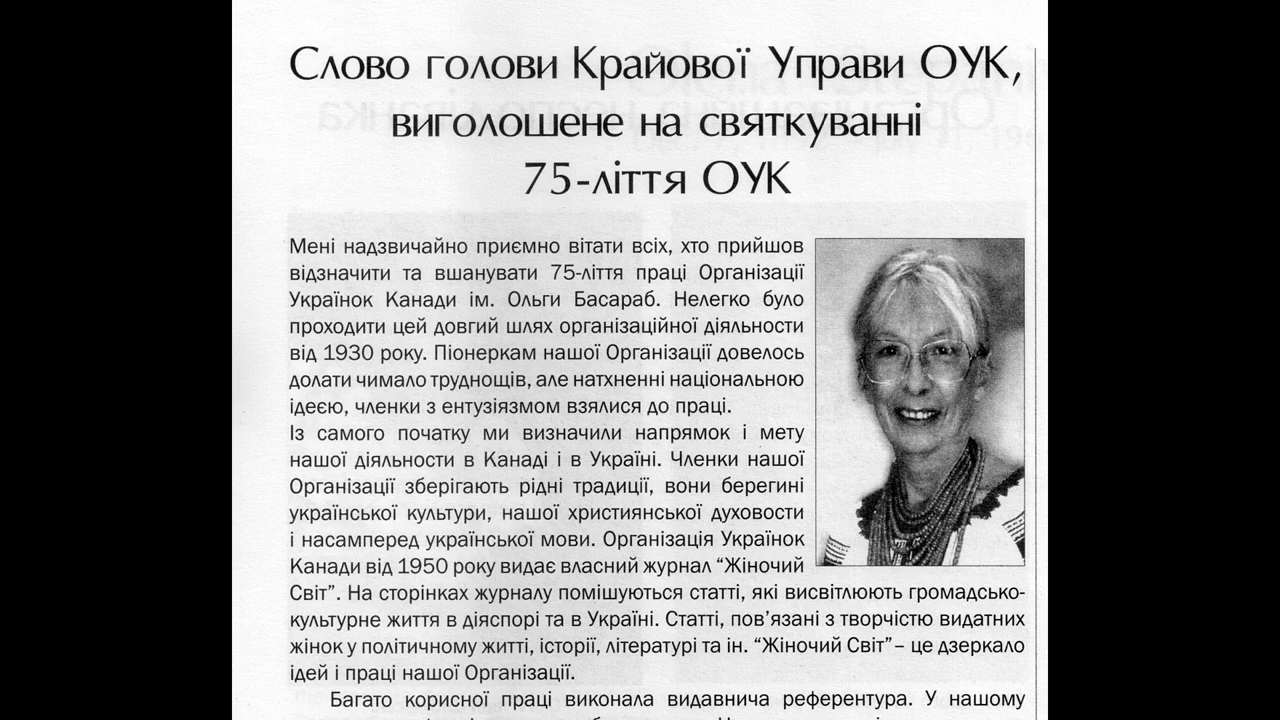 Слово голови Крайової Управи ОУК,
виголошене на святкуванні
75-ліття ОУК
Мені надзвичайно приємно вітати всіх, хто прийшов
відзначити та вшанувати 75-ліття праці Організації
Українок Канади ім. Ольги Басараб. Нелегко було
проходити цей довгий шлях організаційної діяльности
від 1930 року. Піонеркам нашої Організації довелось
долати чимало труднощів, але натхненні національною
ідеєю, членки з ентузіязмом взялися до праці.
Із самого початку ми визначили напрямок і мету
нашої діяльности в Канаді і в Україні. Членки нашої
Організації зберігають рідні традиції, вони берегині
української культури, нашої християнської духовости
і насамперед української мови. Організація Українок
Канади від 1950 року видає власний журнал “Жіночий
Світ”. На сторінках журналу помішуються статті, які висвітлюють громадсько-
культурне життя в діяспорі та в Україні. Статті, пов’язані з творчістю видатних
жінок у політичному житті, історії, літературі та ін. “Жіночий Світ”– це дзеркало
ідей і праці нашої Організації.
Багато корисної праці виконала видавнича референтура. У нашому